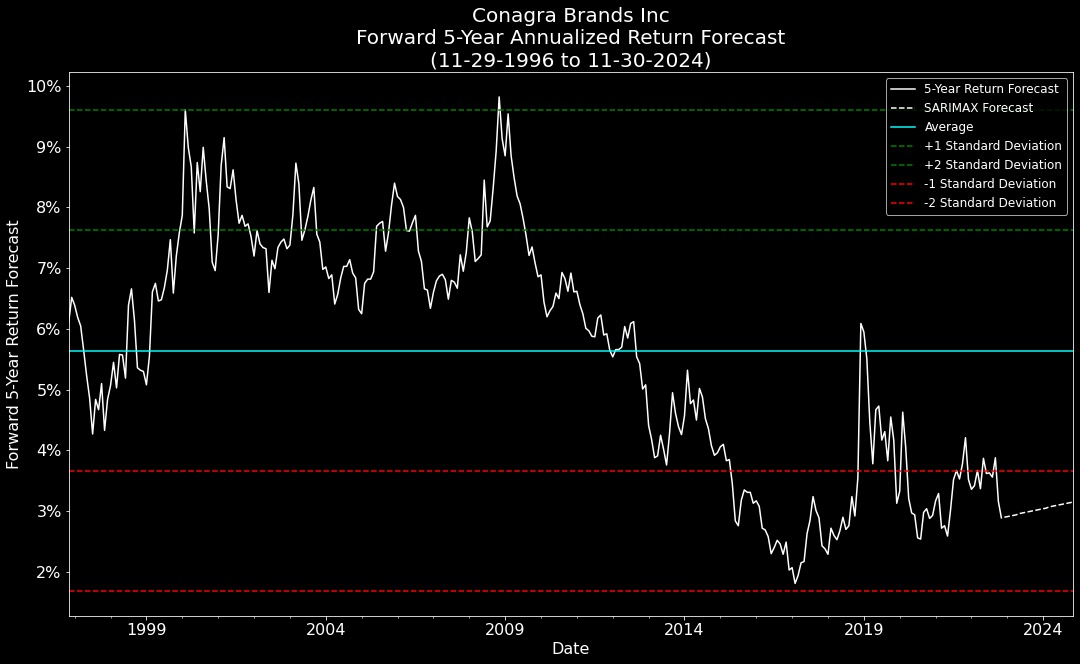 Conagra Brands Inc
Forward 5-Year Annualized Return Forecast
(11-29-1996 to 11-30-2024)
10%
9%
8%
7%
6%
5%
4%
3%
2%
Forward 5-Year Return Forecast
5-Year Return Forecast
SARIMAX Forecast
Average
+1 Standard Deviation
+2 Standard Deviation
-1 Standard Deviation
-2 Standard Deviation
1999
2004
2009
2014
2019
2024
Date